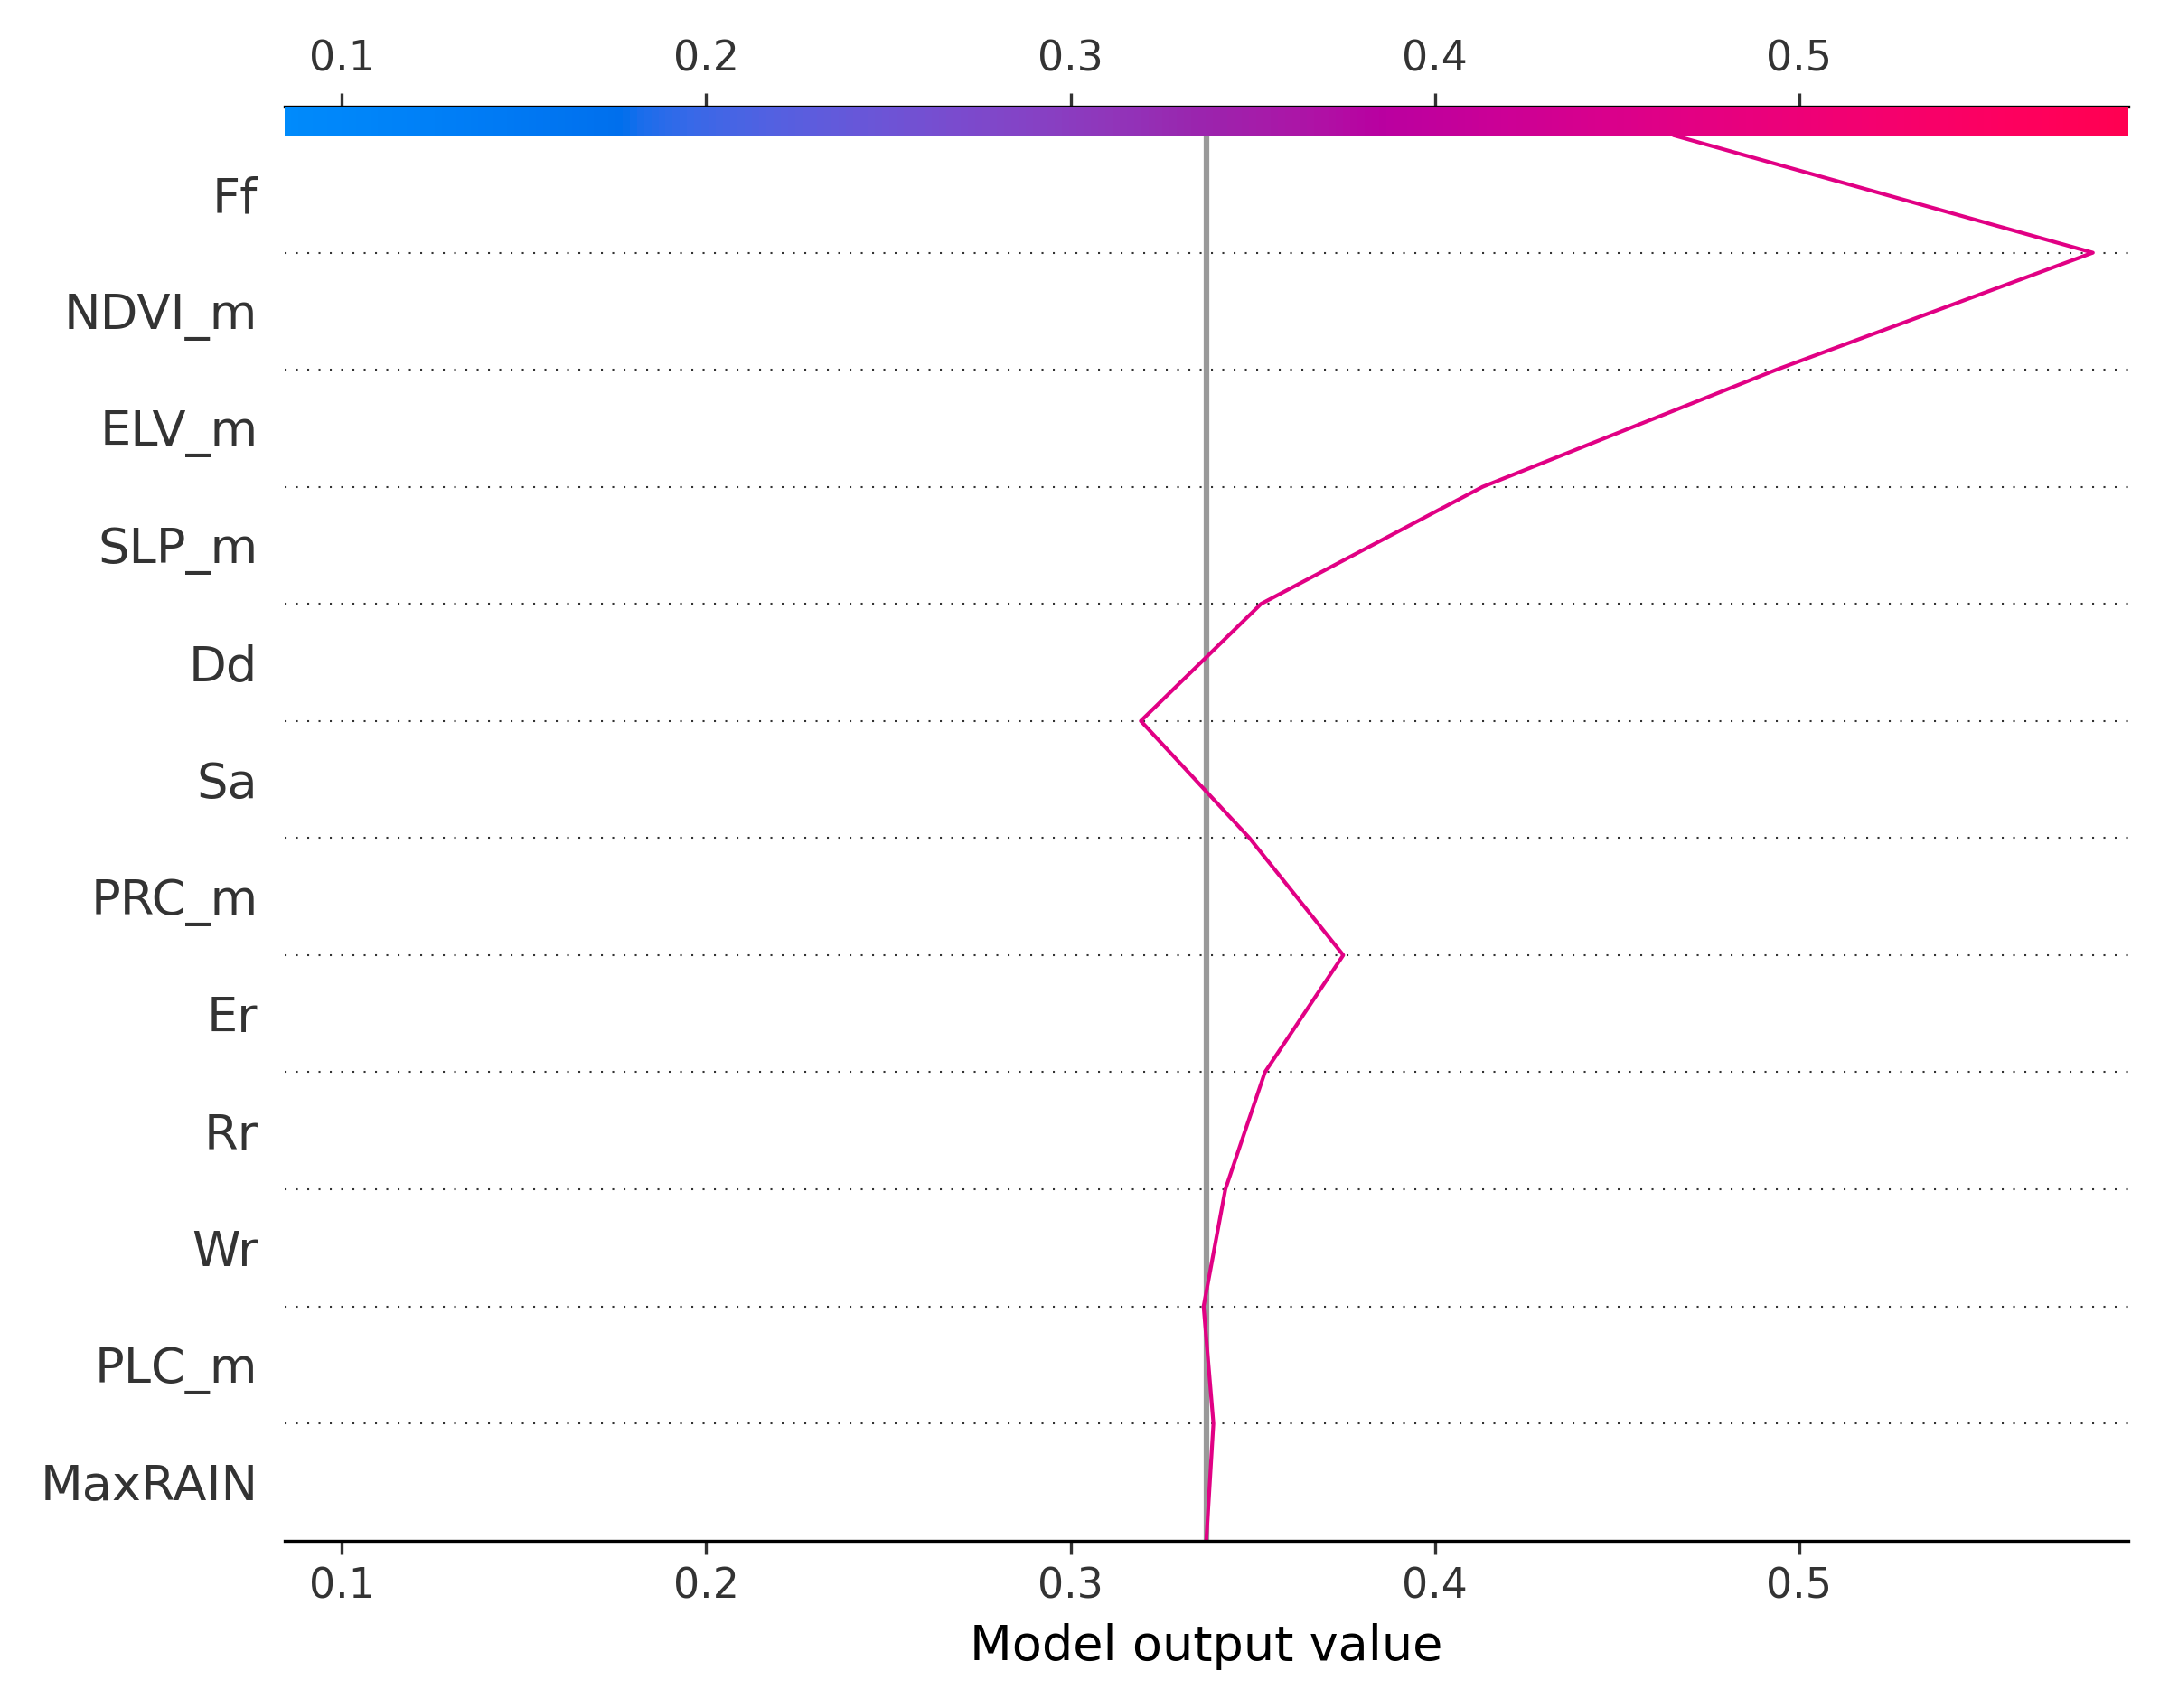 0.1 0.2 0.3 0.4 0.5
Ff
NDVI_m
ELV_m
SLP_m
Dd
Sa
PRC_m
Er
Rr
Wr
PLC_m
MaxRAIN
0.1 0.2 0.3 0.4 0.5
Model output value